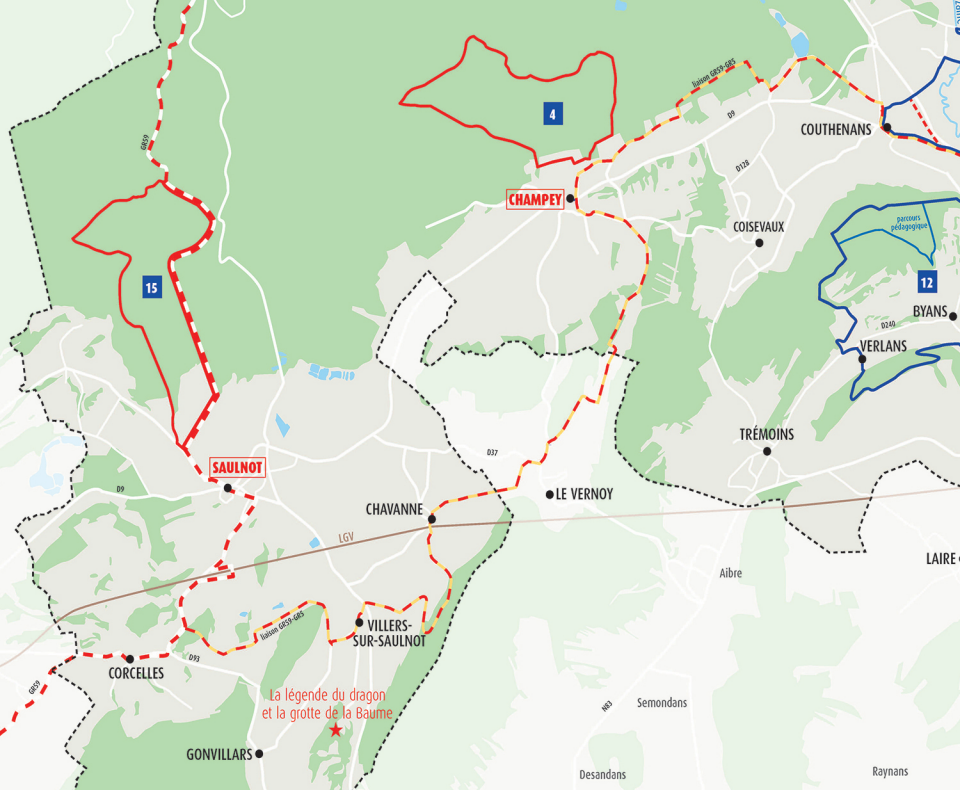 liaison GR59-GR5
4
D9
COUTHENANS
GR59
D128
CHAMPEY
COISEVAUX
parcours
pédagogique
15
12
BYANS
D240
VERLANS
TRÉMOINS
D37
SAULNOT
D9
LE VERNOY
CHAVANNE
LGV
LAIRE
Aibre
liaison GR59-GR5
VILLERS-
SUR-SAULNOT
D93
CORCELLES
GR59
La légende du dragon
et la grotte de la Baume
N83
Semondans
GONVILLARS
Desandans
Raynans